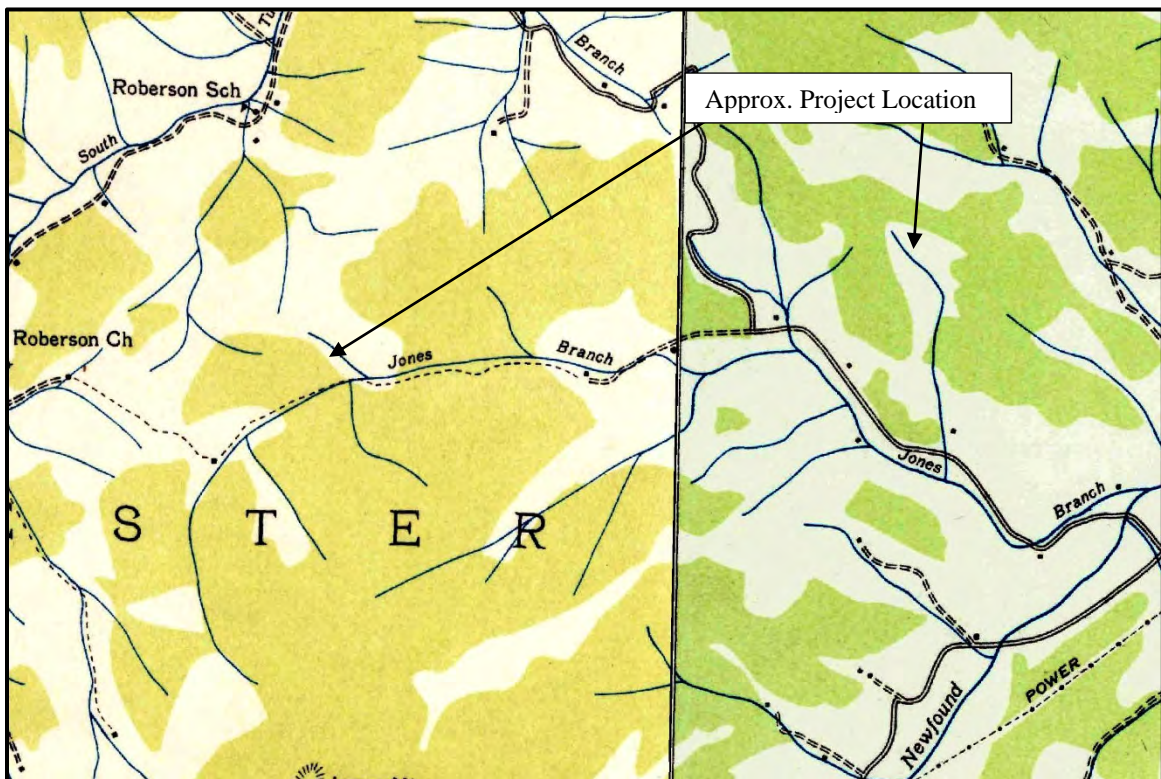 Branch
Roberson Sch
Approx. Project Location
South
Roberson Ch
Jones
Branch
Jones
Branch
S T E R
POWER
Newfound